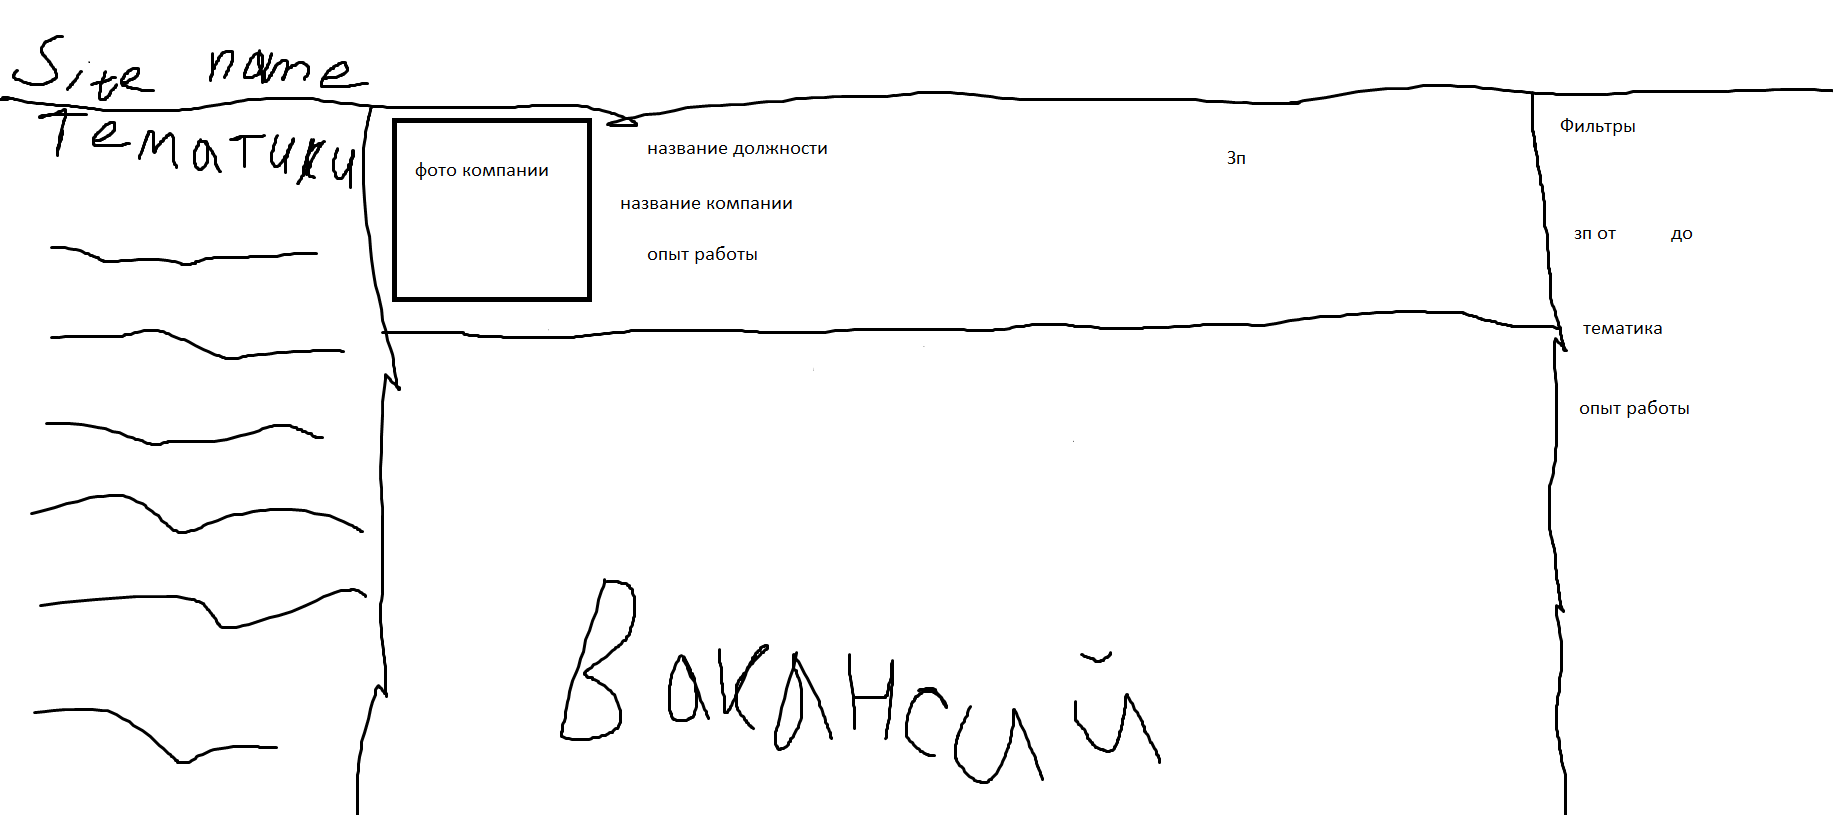 Site name
Тематики
фото компании
название должности
Зп
название компании
опыт работы
Вакансий
Фильтры
зп от до
тематика
опыт работы